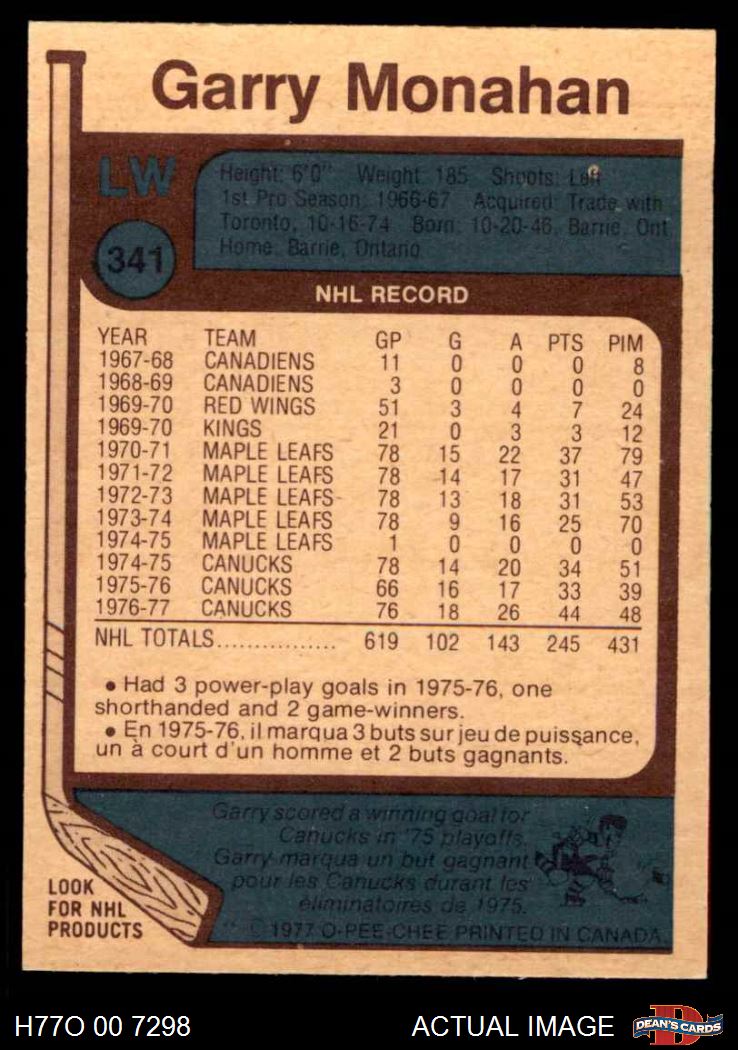 Garry Monahan
LW
Height: 6'0" Weight: 185 Shoots: Left
1st Pro Season: 1966-67 Acquired: Trade with
Toronto, 10-16-74 Born: 10-20-46, Barrie, Ont
Home: Barrie, Ontario
341
NHL RECORD
YEAR TEAM GP G A PTS PIM
1967-68 CANADIENS 11 0 0 0 8
1968-69 CANADIENS 3 0 0 0 0
1969-70 RED WINGS 51 3 4 7 24
1969-70 KINGS 21 0 3 3 12
1970-71 MAPLE LEAFS 78 15 22 37 79
1971-72 MAPLE LEAFS 78 14 17 31 47
1972-73 MAPLE LEAFS 78 13 18 31 53
1973-74 MAPLE LEAFS 78 9 16 25 70
1974-75 MAPLE LEAFS 1 0 0 0 0
1974-75 CANUCKS 78 14 20 34 51
1975-76 CANUCKS 66 16 17 33 39
1976-77 CANUCKS 76 18 26 44 48
NHL TOTALS................ 619 102 143 245 431
• Had 3 power-play goals in 1975-76, one
shorthanded and 2 game-winners.
• En 1975-76, il marqua 3 buts sur jeu de puissance,
un à court d'un homme et 2 buts gagnants.
Garry scored a winning goal for
Canucks in '75 playoffs.
Garry marqua un but gagnant
pour les Canucks durant les
éliminatoires de 1975.
** © 1977 O-PEE-CHEE PRINTED IN CANADA
LOOK
FOR NHL
PRODUCTS
H77O 00 7298 ACTUAL IMAGE DEAN'S CARDS